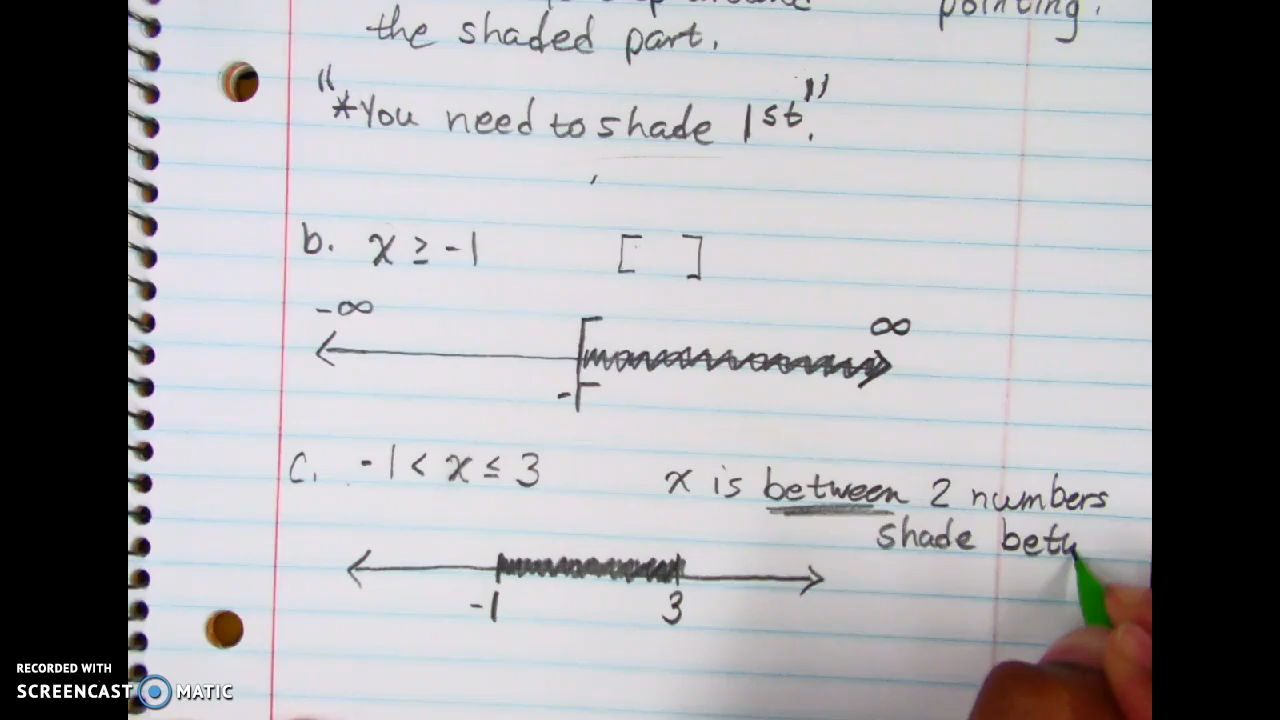 pointing.
the shaded part.
"*You need to shade 1st."
b. x ≥ -1 [ ]
-∞ ∞
-1
c. -1 < x ≤ 3 x is between 2 numbers
shade betw
-1 3
RECORDED WITH
SCREENCAST MATIC